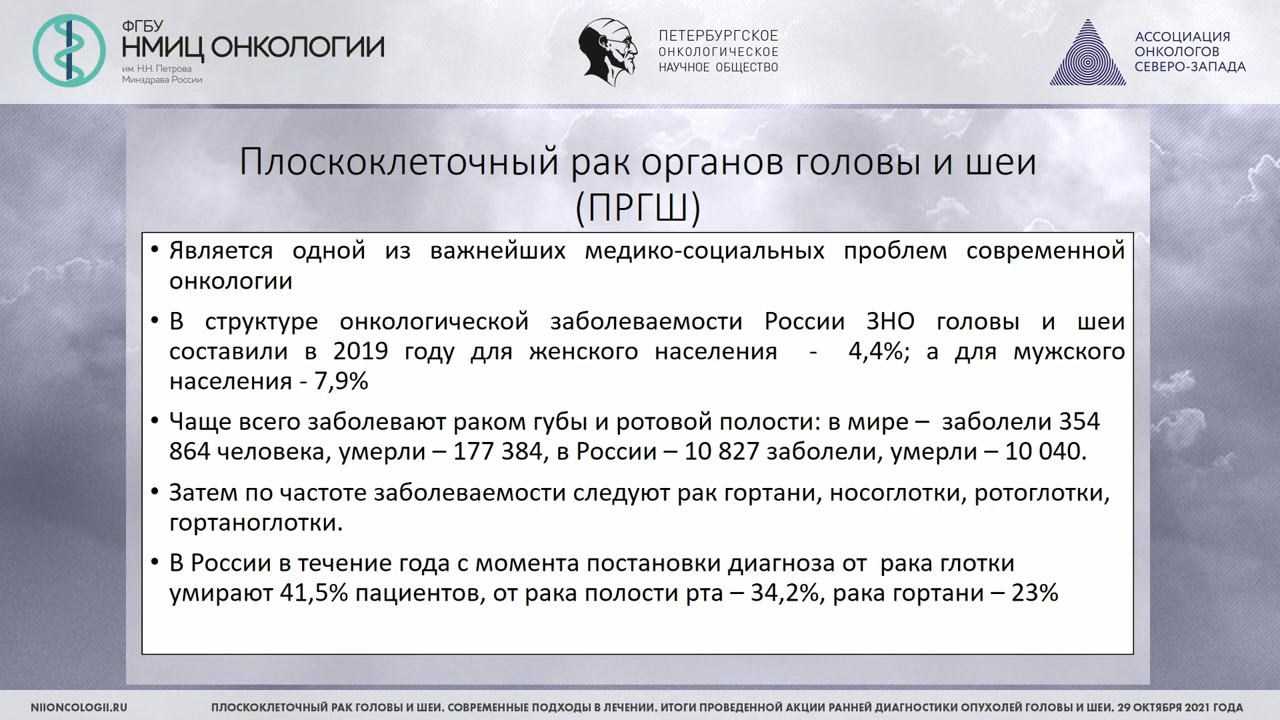 ФГБУ
НМИЦ ОНКОЛОГИИ
им. Н.Н. Петрова
Минздрава России
ПЕТЕРБУРГСКОЕ
ОНКОЛОГИЧЕСКОЕ
НАУЧНОЕ ОБЩЕСТВО
АССОЦИАЦИЯ
ОНКОЛОГОВ
СЕВЕРО-ЗАПАДА
Плоскоклеточный рак органов головы и шеи
(ПРГШ)
• Является одной из важнейших медико-социальных проблем современной
онкологии
• В структуре онкологической заболеваемости России ЗНО головы и шеи
составили в 2019 году для женского населения - 4,4%; а для мужского
населения - 7,9%
• Чаще всего заболевают раком губы и ротовой полости: в мире – заболели 354
864 человека, умерли – 177 384, в России – 10 827 заболели, умерли – 10 040.
• Затем по частоте заболеваемости следуют рак гортани, носоглотки, ротоглотки,
гортаноглотки.
• В России в течение года с момента постановки диагноза от рака глотки
умирают 41,5% пациентов, от рака полости рта – 34,2%, рака гортани – 23%
NIIONCOLOGII.RU
ПЛОСКОКЛЕТОЧНЫЙ РАК ГОЛОВЫ И ШЕИ. СОВРЕМЕННЫЕ ПОДХОДЫ В ЛЕЧЕНИИ. ИТОГИ ПРОВЕДЕННОЙ АКЦИИ РАННЕЙ ДИАГНОСТИКИ ОПУХОЛЕЙ ГОЛОВЫ И ШЕИ. 29 ОКТЯБРЯ 2021 ГОДА